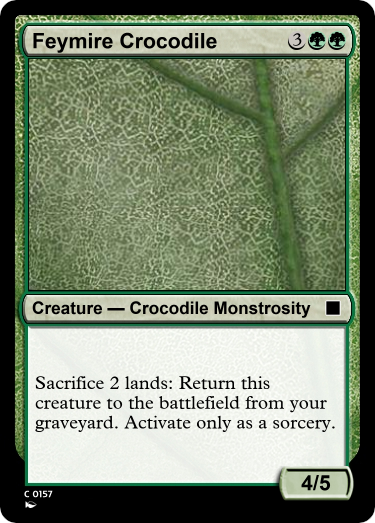 Feymire Crocodile 3
Creature — Crocodile Monstrosity
Sacrifice 2 lands: Return this
creature to the battlefield from your
graveyard. Activate only as a sorcery.
4/5
C 0157